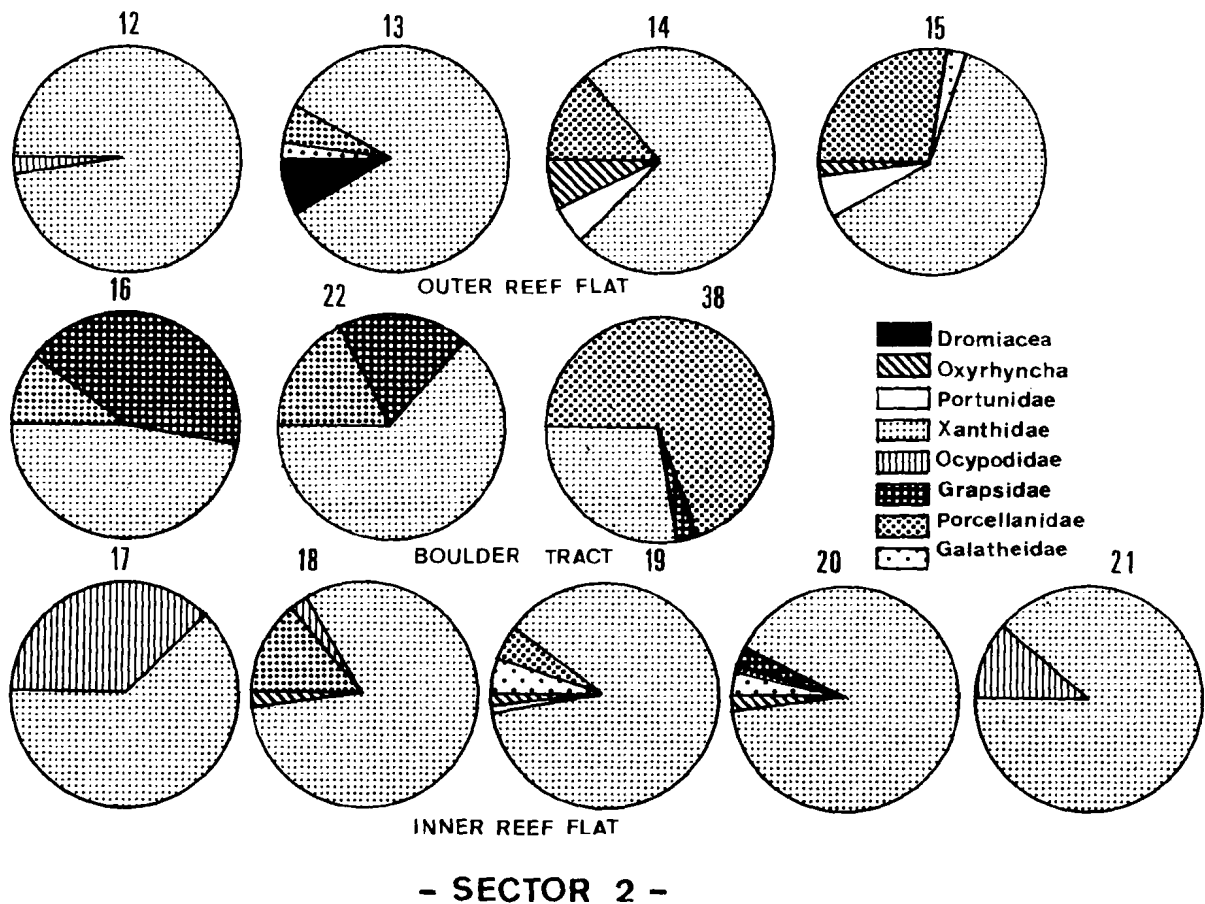 12 13 14 15
OUTER REEF FLAT
16 22 38
Dromiacea
Oxyrhyncha
Portunidae
Xanthidae
Ocypodidae
Grapsidae
Porcellanidae
Galatheidae
BOULDER TRACT
17 18 19 20 21
INNER REEF FLAT
- SECTOR 2 -